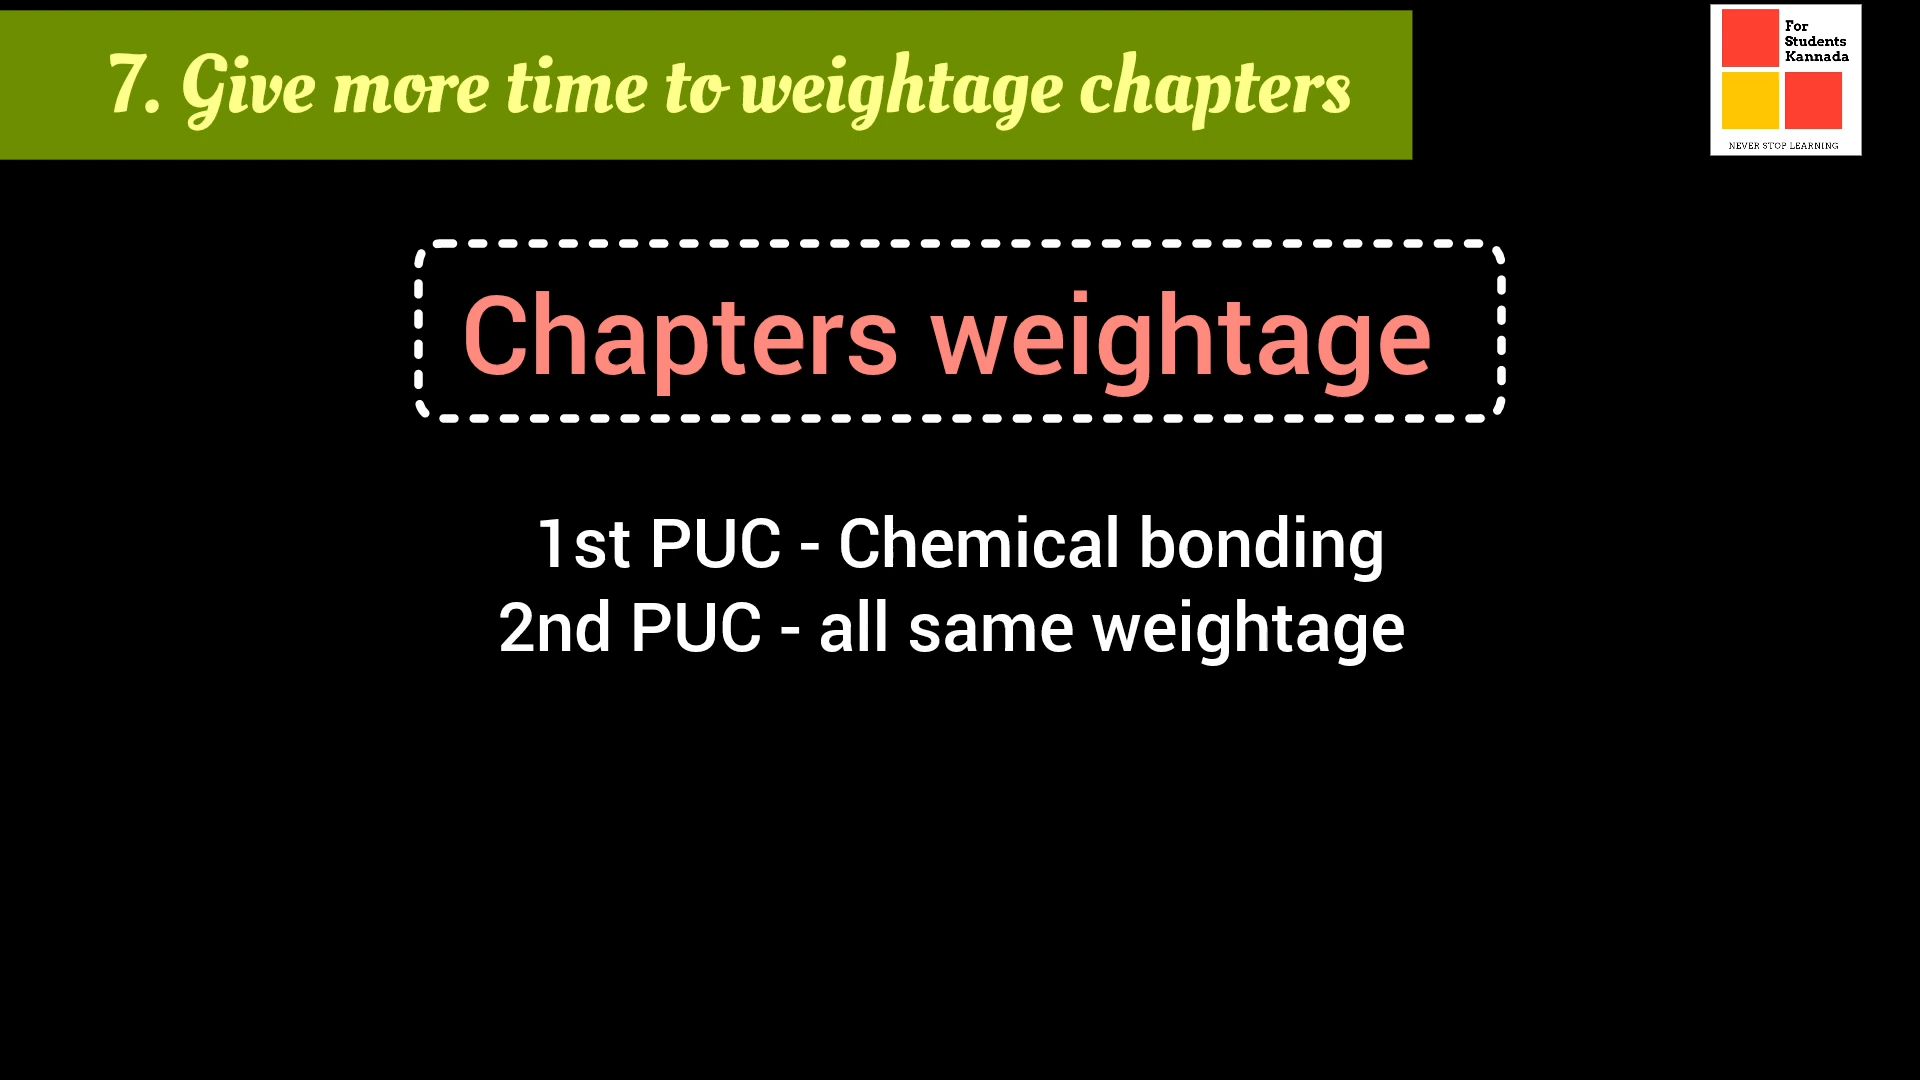 7. Give more time to weightage chapters
For
Students
Kannada
NEVER STOP LEARNING
Chapters weightage
1st PUC - Chemical bonding
2nd PUC - all same weightage